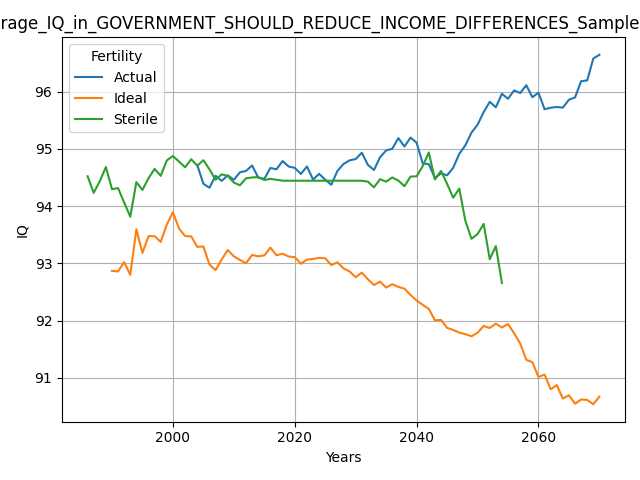 rage_IQ_in_GOVERNMENT_SHOULD_REDUCE_INCOME_DIFFERENCES_Sample
Fertility
Actual
Ideal
Sterile
IQ
96
95
94
93
92
91
2000
2020
2040
2060
Years